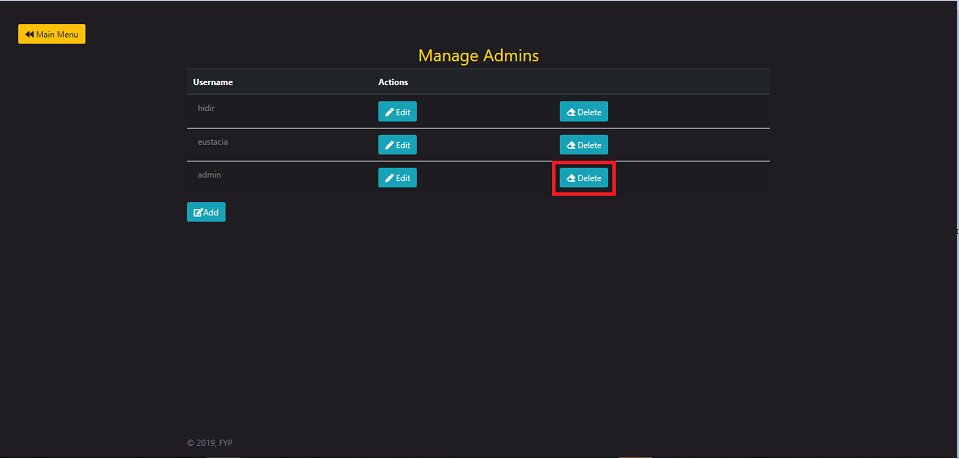 Main Menu
Manage Admins
Username Actions
hidir Edit Delete
eustacia Edit Delete
admin Edit Delete
Add
© 2019, FYP